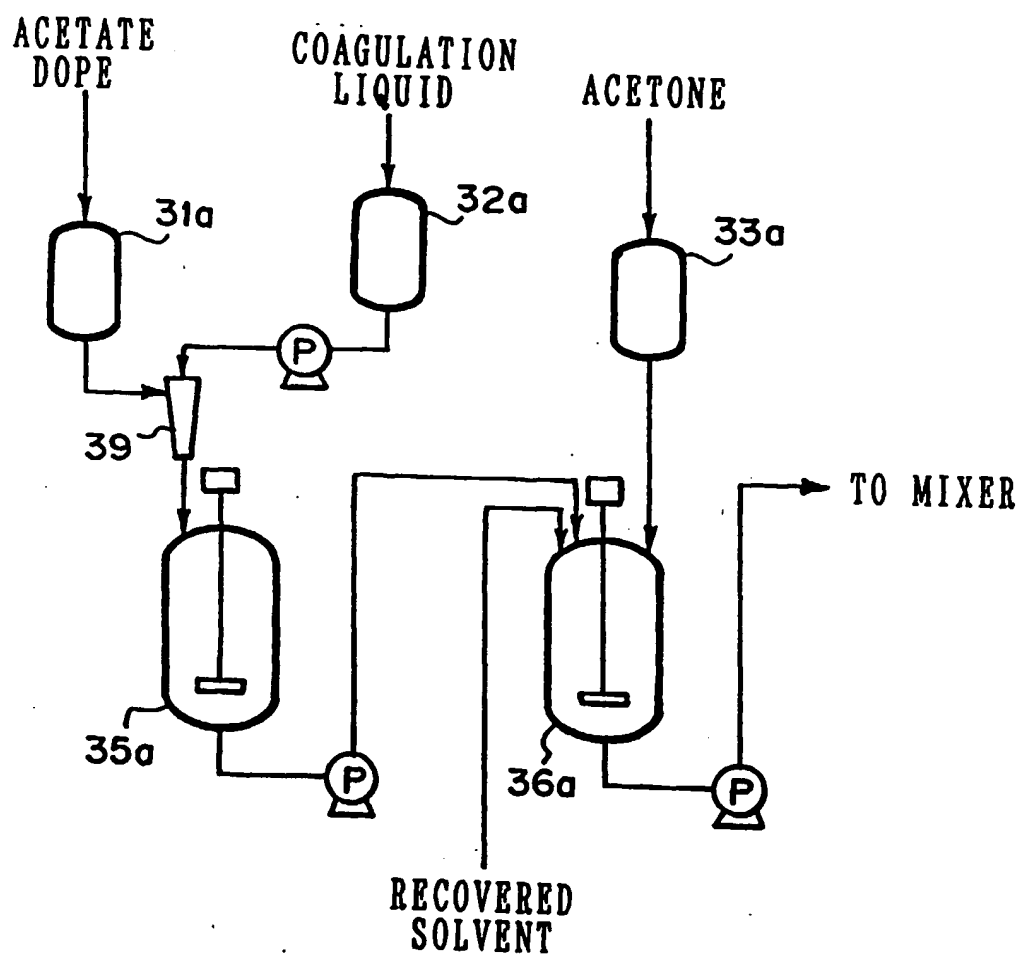 ACETATE
DOPE
COAGULATION
LIQUID
ACETONE
31a
32a
33a
P
39
TO MIXER
35a
P
36a
P
RECOVERED
SOLVENT